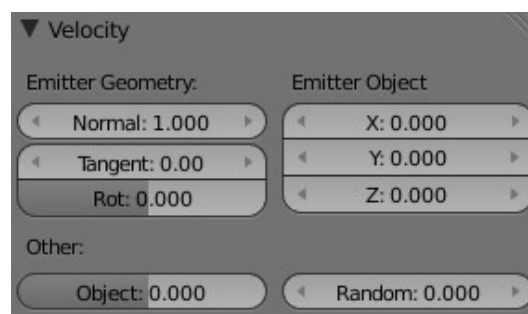 Velocity
Emitter Geometry:
Normal: 1.000
Tangent: 0.00
Rot: 0.000
Emitter Object
X: 0.000
Y: 0.000
Z: 0.000
Other:
Object: 0.000
Random: 0.000